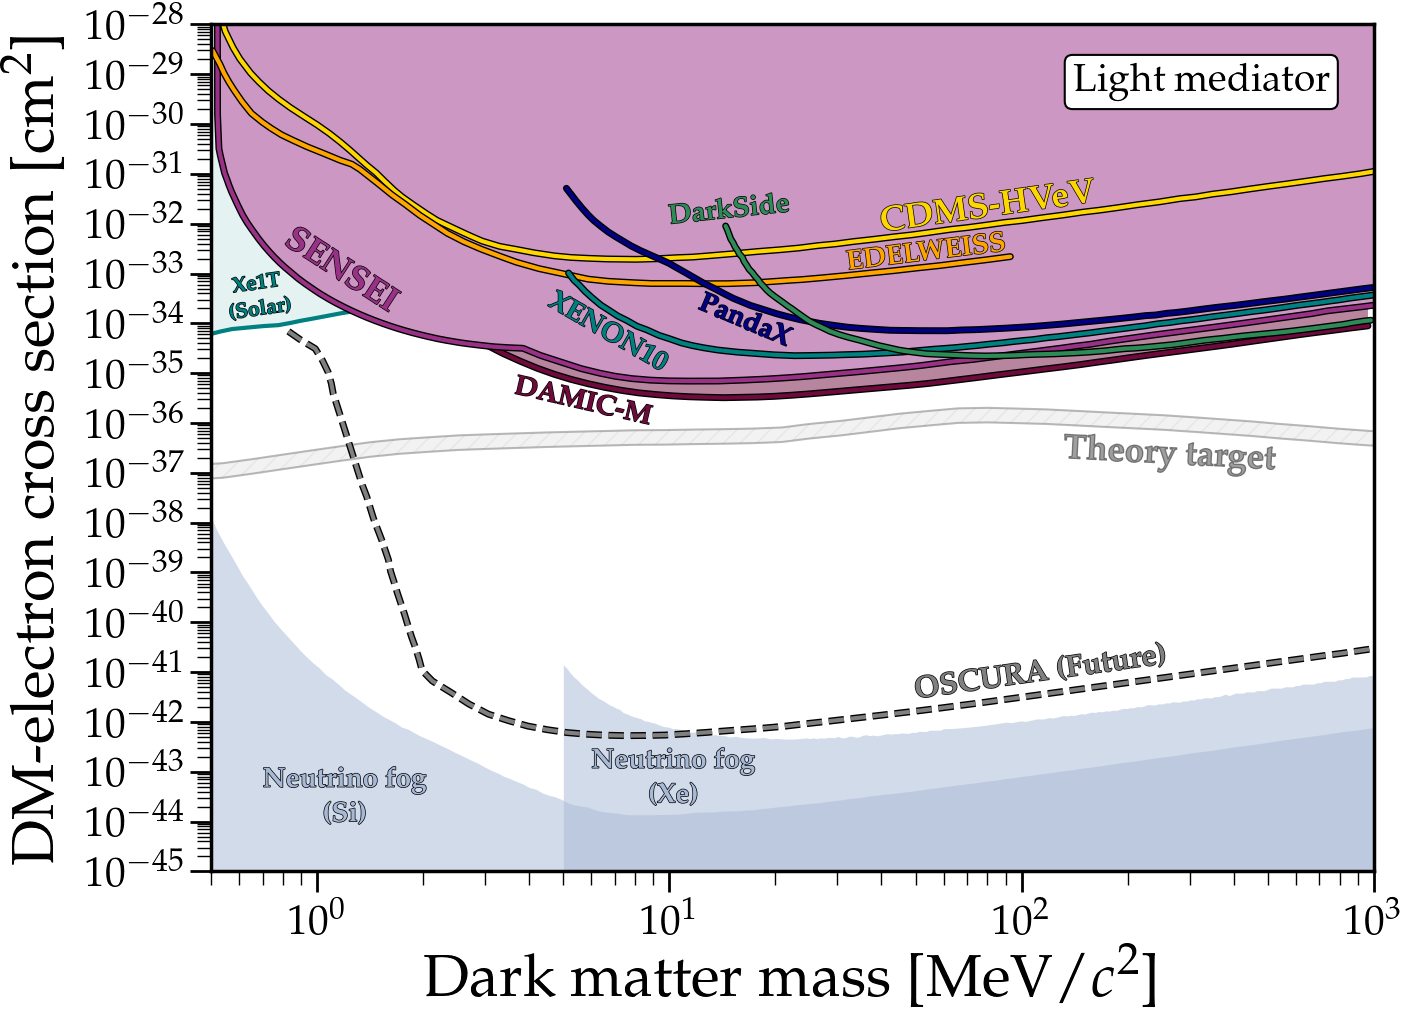 DM-electron cross section [cm²]
10⁻²⁸
10⁻²⁹
10⁻³⁰
10⁻³¹
10⁻³²
10⁻³³
10⁻³⁴
10⁻³⁵
10⁻³⁶
10⁻³⁷
10⁻³⁸
10⁻³⁹
10⁻⁴⁰
10⁻⁴¹
10⁻⁴²
10⁻⁴³
10⁻⁴⁴
10⁻⁴⁵
Light mediator
DarkSide
CDMS-HVeV
EDELWEISS
SENSEI
Xe1T
(Solar)
XENON10
PandaX
DAMIC-M
Theory target
OSCURA (Future)
Neutrino fog
(Si)
Neutrino fog
(Xe)
10⁰
10¹
10²
10³
Dark matter mass [MeV/c²]